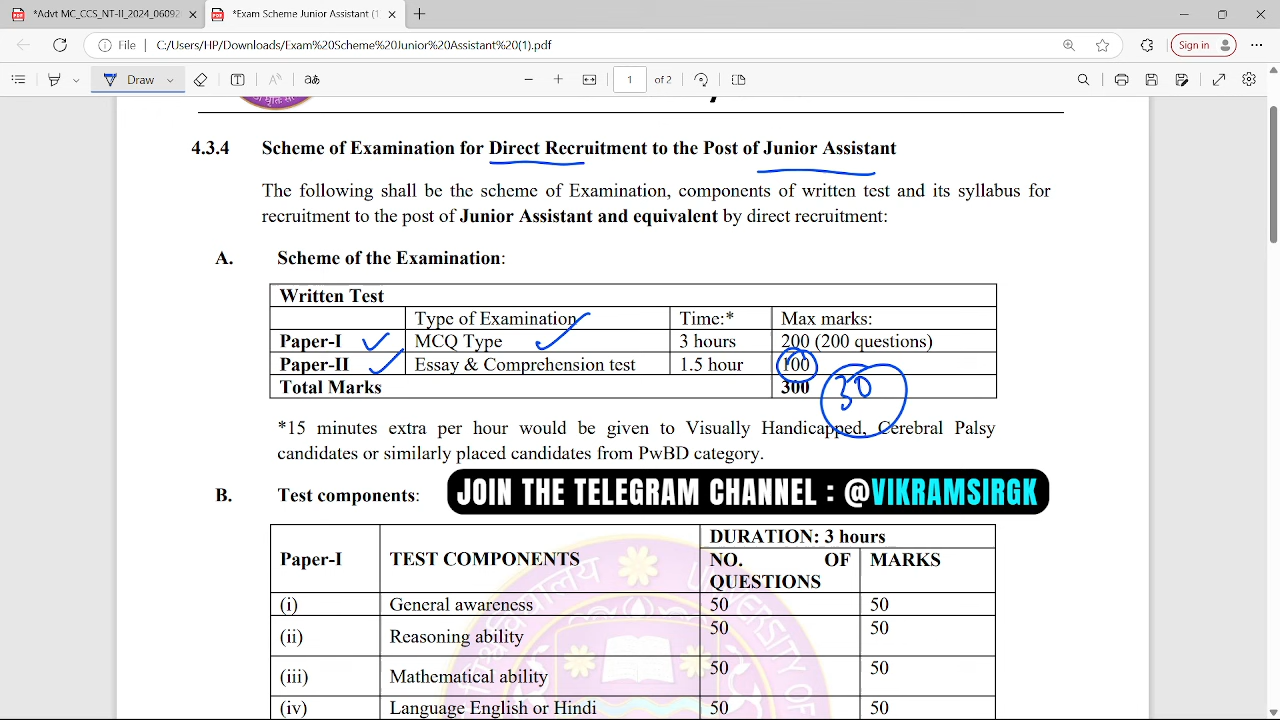 *Advt MC_CCS_NT-II_2024_06092
*Exam Scheme Junior Assistant (1
File
C:/Users/HP/Downloads/Exam%20Scheme%20Junior%20Assistant%20(1).pdf
Sign in
Draw
1 of 2
4.3.4 Scheme of Examination for Direct Recruitment to the Post of Junior Assistant
The following shall be the scheme of Examination, components of written test and its syllabus for
recruitment to the post of Junior Assistant and equivalent by direct recruitment:
A. Scheme of the Examination:
Written Test
Type of Examination Time:* Max marks:
Paper-I MCQ Type 3 hours 200 (200 questions)
Paper-II Essay & Comprehension test 1.5 hour 100
Total Marks 300
30
*15 minutes extra per hour would be given to Visually Handicapped, Cerebral Palsy
candidates or similarly placed candidates from PwBD category.
B. Test components:
JOIN THE TELEGRAM CHANNEL : @VIKRAMSIRGK
Paper-I TEST COMPONENTS DURATION: 3 hours
NO. OF QUESTIONS MARKS
(i) General awareness 50 50
(ii) Reasoning ability 50 50
(iii) Mathematical ability 50 50
(iv) Language English or Hindi 50 50